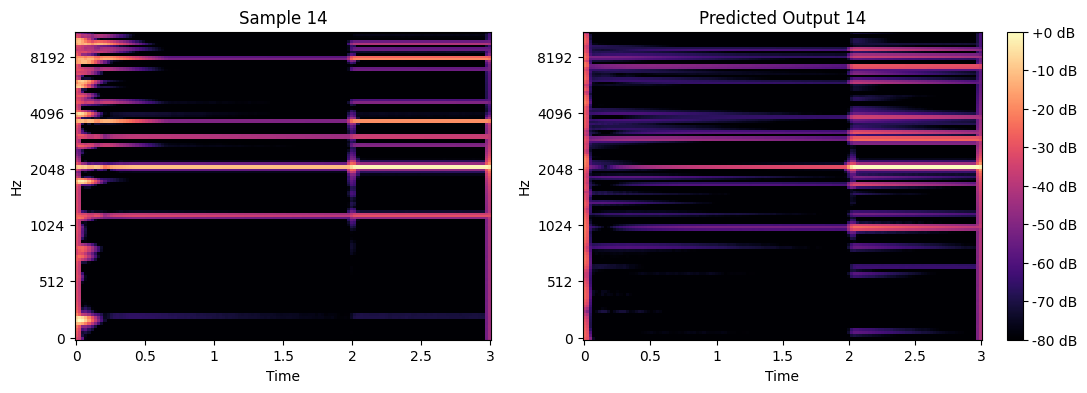 Sample 14
Predicted Output 14
Hz
8192
4096
2048
1024
512
0
0
0.5
1
1.5
2
2.5
3
Time
Hz
8192
4096
2048
1024
512
0
0
0.5
1
1.5
2
2.5
3
Time
+0 dB
-10 dB
-20 dB
-30 dB
-40 dB
-50 dB
-60 dB
-70 dB
-80 dB